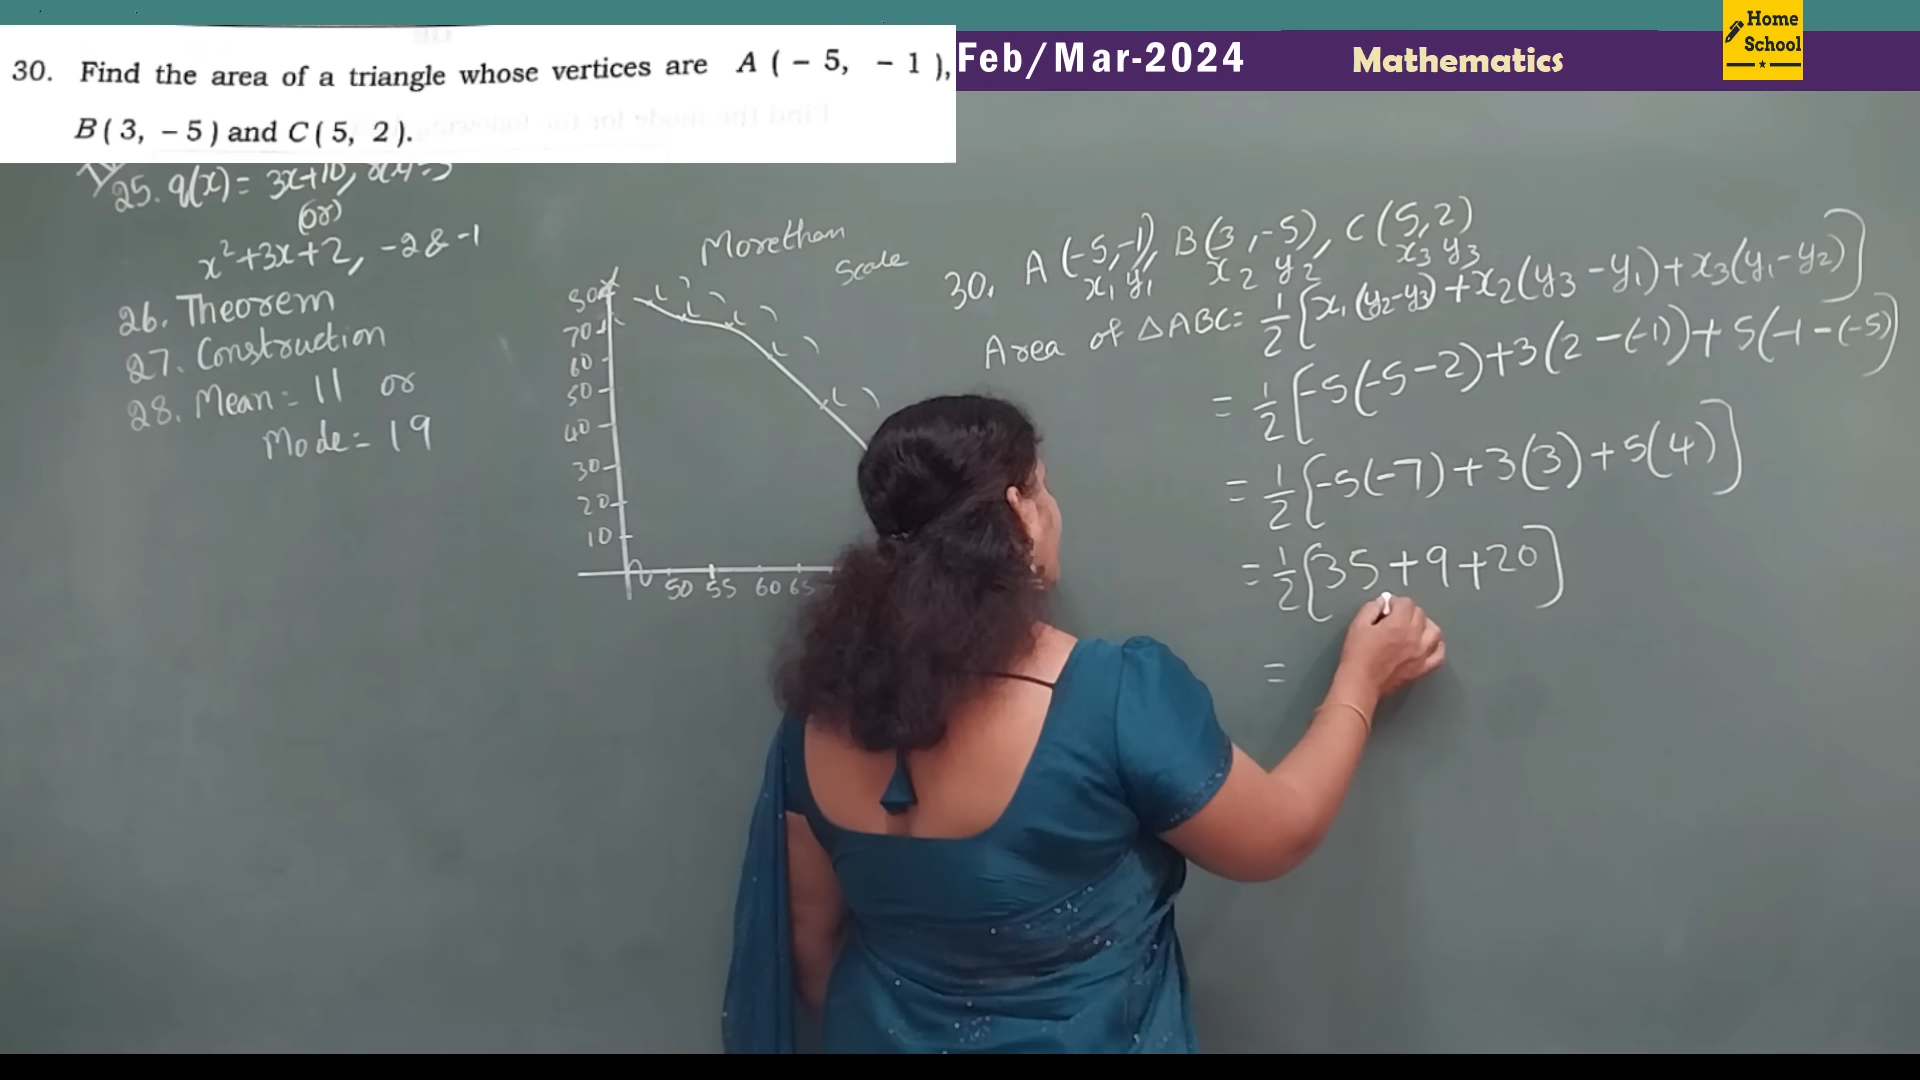 30. Find the area of a triangle whose vertices are A ( – 5, – 1 ),
B ( 3, – 5 ) and C ( 5, 2 ).
Feb/Mar-2024
Mathematics
Home
School
25. q(x) = 3x+10,
(or)
x²+3x+2, -2 & -1
26. Theorem
27. Construction
28. Mean = 11 or
Mode = 19
Morethan
Scale
80
70
60
50
40
30
20
10
50 55 60 65
30. A(-5,-1), B(3,-5), C(5,2)
x₁ y₁ x₂ y₂ x₃ y₃
Area of △ABC = 1/2 [x₁(y₂-y₃)+x₂(y₃-y₁)+x₃(y₁-y₂)]
= 1/2 [-5(-5-2)+3(2-(-1))+5(-1-(-5)]
= 1/2 [-5(-7)+3(3)+5(4)]
= 1/2 [35+9+20]
=